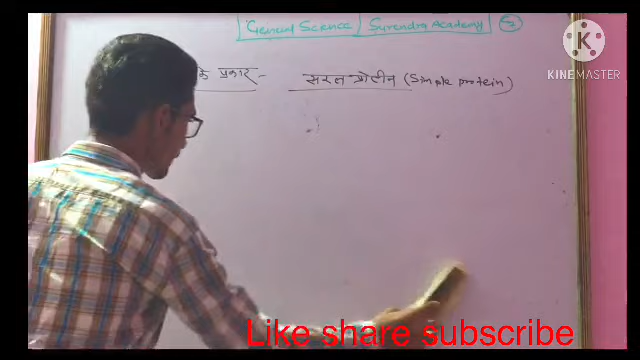 General Science / Surendra Academy
KINEMASTER
के प्रकार - सरल प्रोटीन (Simple protein)
Like share subscribe